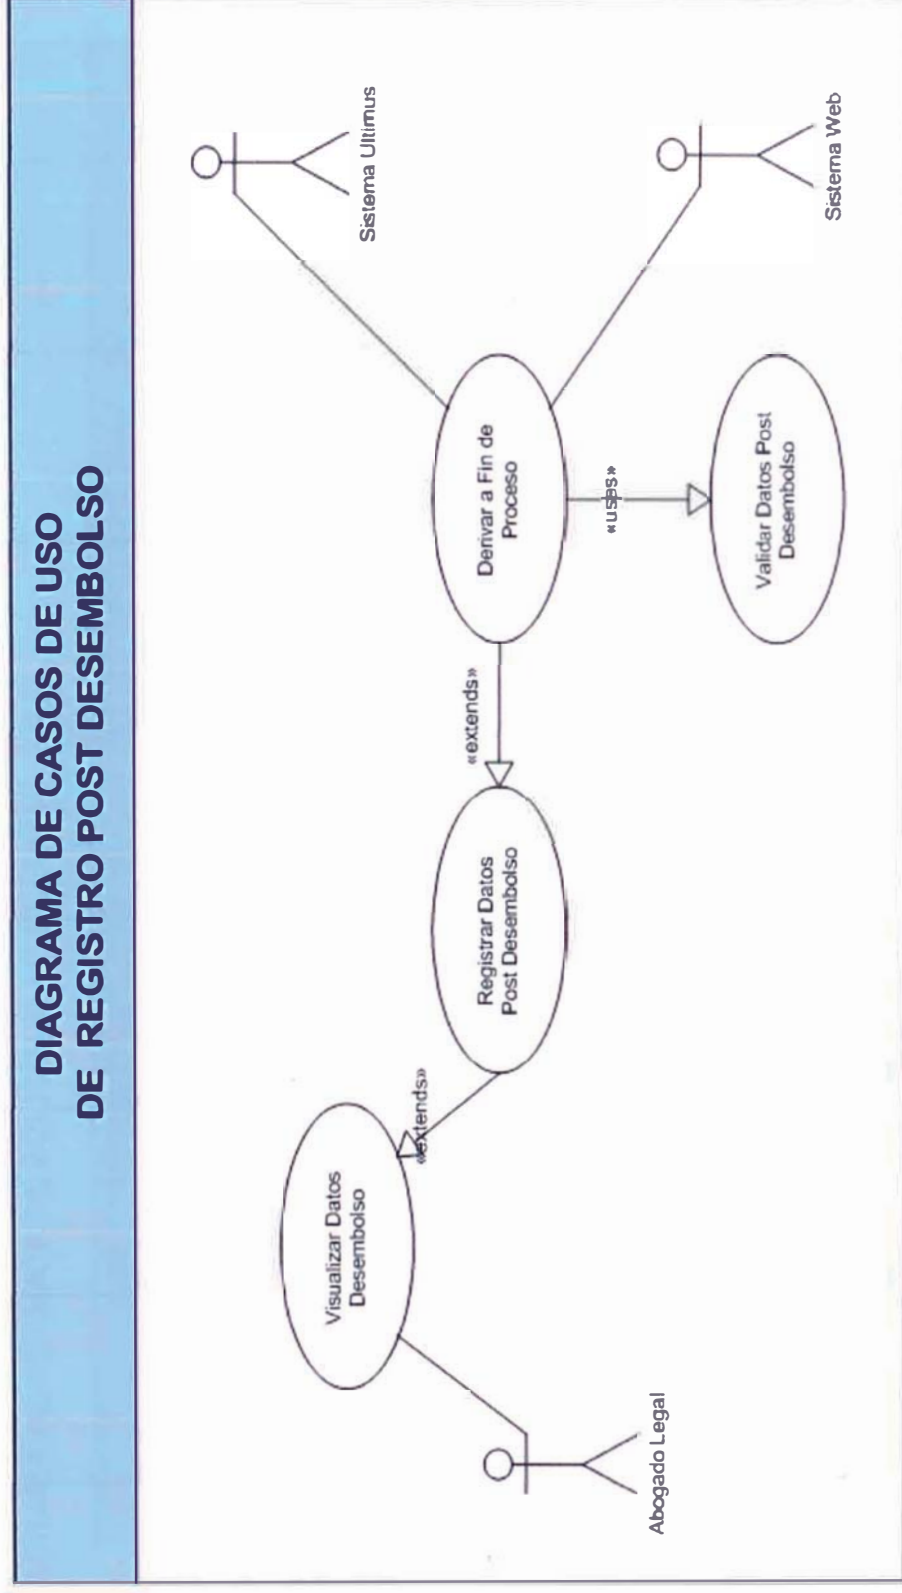 DIAGRAMA DE CASOS DE USO
DE REGISTRO POST DESEMBOLSO
Sistema Ultimus
Visualizar Datos
Desembolso
«extends»
«extends»
Registrar Datos
Post Desembolso
Derivar a Fin de
Proceso
«uses»
Abogado Legal
Validar Datos Post
Desembolso
Sistema Web